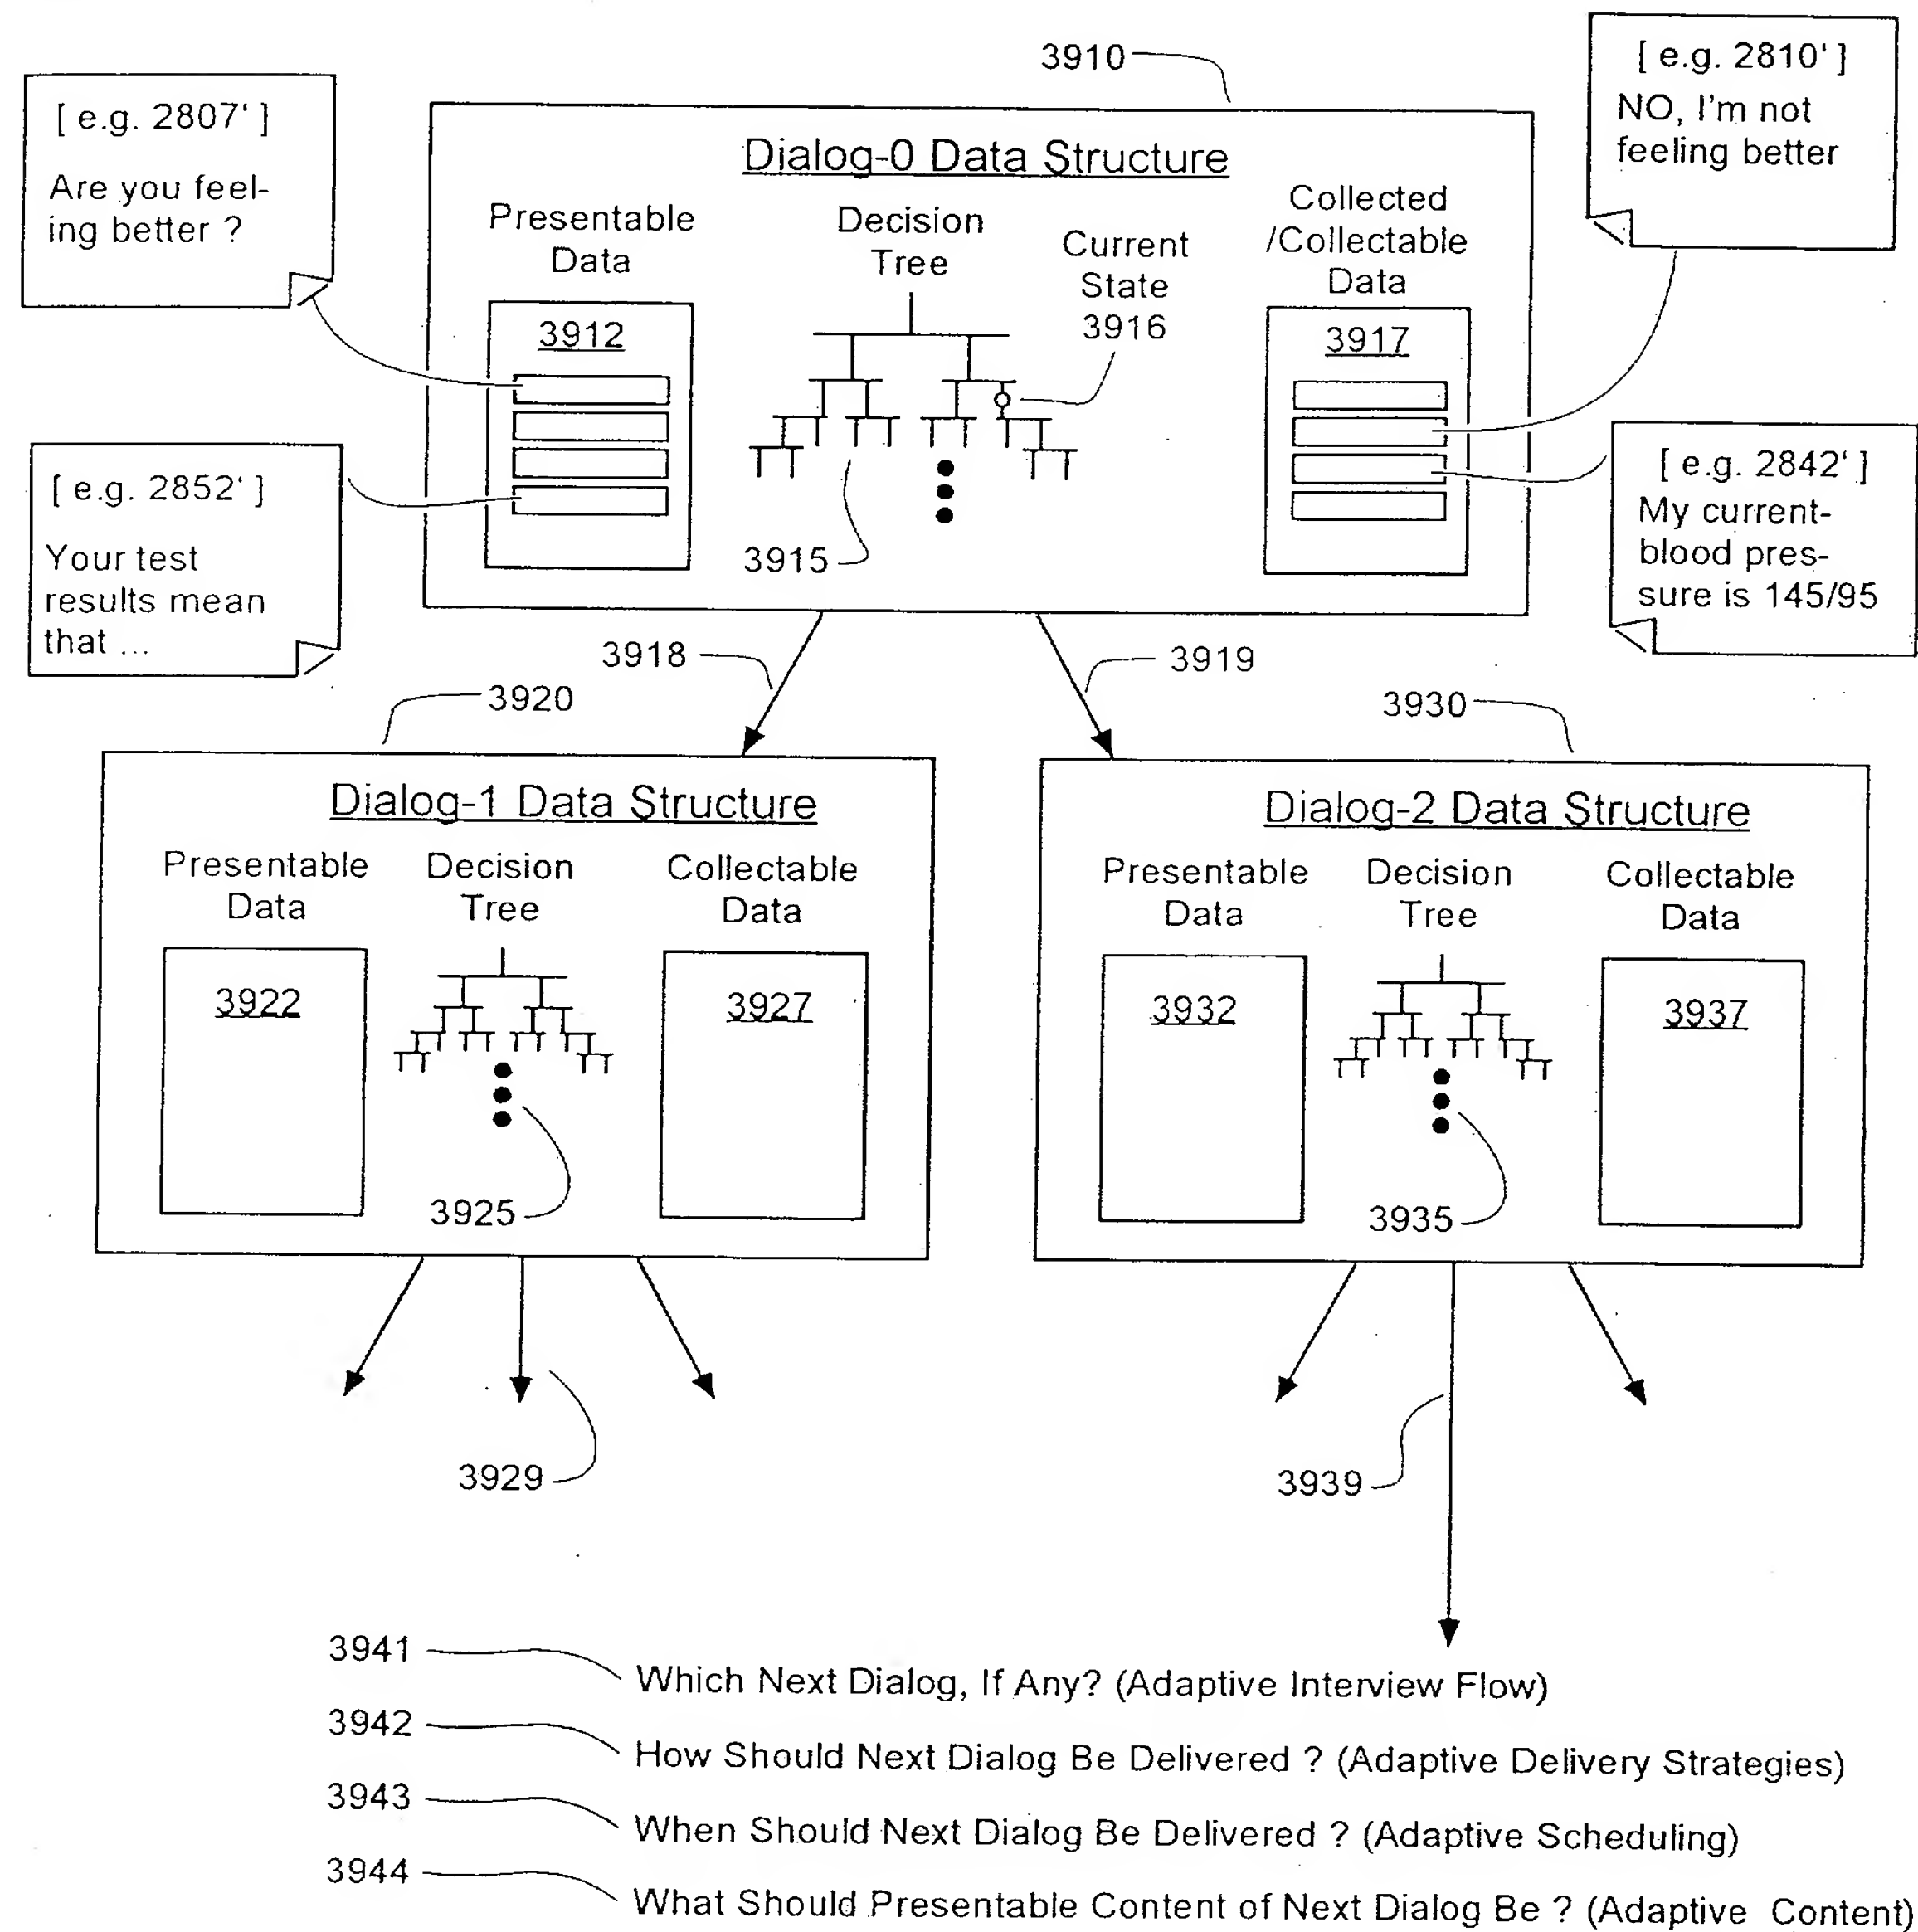 3910
[ e.g. 2807' ]
Are you feel-
ing better ?
[ e.g. 2810' ]
NO, I'm not
feeling better
Dialog-0 Data Structure
Presentable
Data
Decision
Tree
Current
State
3916
Collected
/Collectable
Data
3912
3917
3915
[ e.g. 2852' ]
Your test
results mean
that ...
[ e.g. 2842' ]
My current-
blood pres-
sure is 145/95
3918
3919
3920
3930
Dialog-1 Data Structure
Presentable
Data
Decision
Tree
Collectable
Data
3922
3927
3925
Dialog-2 Data Structure
Presentable
Data
Decision
Tree
Collectable
Data
3932
3937
3935
3929
3939
3941
Which Next Dialog, If Any? (Adaptive Interview Flow)
3942
How Should Next Dialog Be Delivered ? (Adaptive Delivery Strategies)
3943
When Should Next Dialog Be Delivered ? (Adaptive Scheduling)
3944
What Should Presentable Content of Next Dialog Be ? (Adaptive Content)